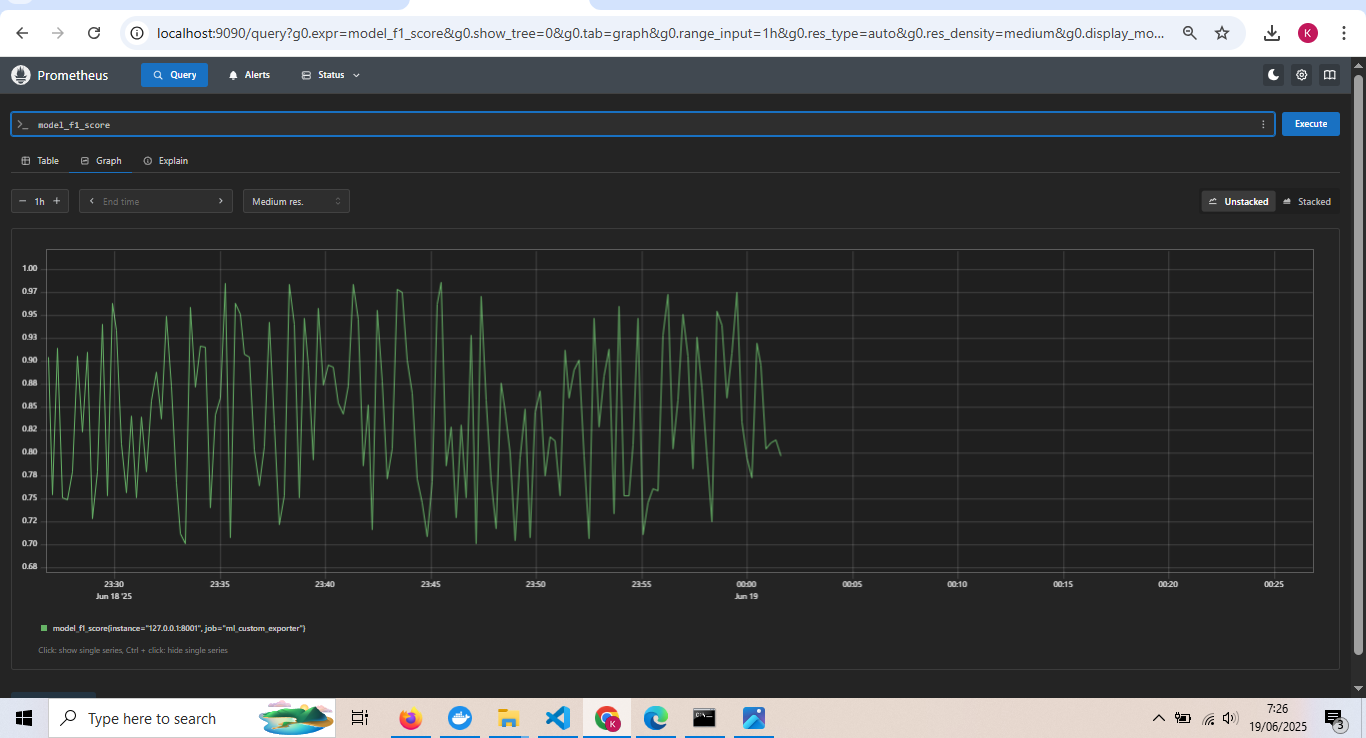 localhost:9090/query?g0.expr=model_f1_score&g0.show_tree=0&g0.tab=graph&g0.range_input=1h&g0.res_type=auto&g0.res_density=medium&g0.display_mo...
K
Prometheus
Query
Alerts
Status
>_ model_f1_score
Execute
Table
Graph
Explain
− 1h +
End time
Medium res.
Unstacked
Stacked
1.00
0.97
0.95
0.93
0.90
0.88
0.85
0.82
0.80
0.78
0.75
0.72
0.70
0.68
23:30 23:35 23:40 23:45 23:50 23:55 00:00 00:05 00:10 00:15 00:20 00:25
Jun 18 '25 Jun 19
model_f1_score{instance="127.0.0.1:8001", job="ml_custom_exporter"}
Click: show single series, Ctrl + click: hide single series
Type here to search
K
7:26
19/06/2025
3